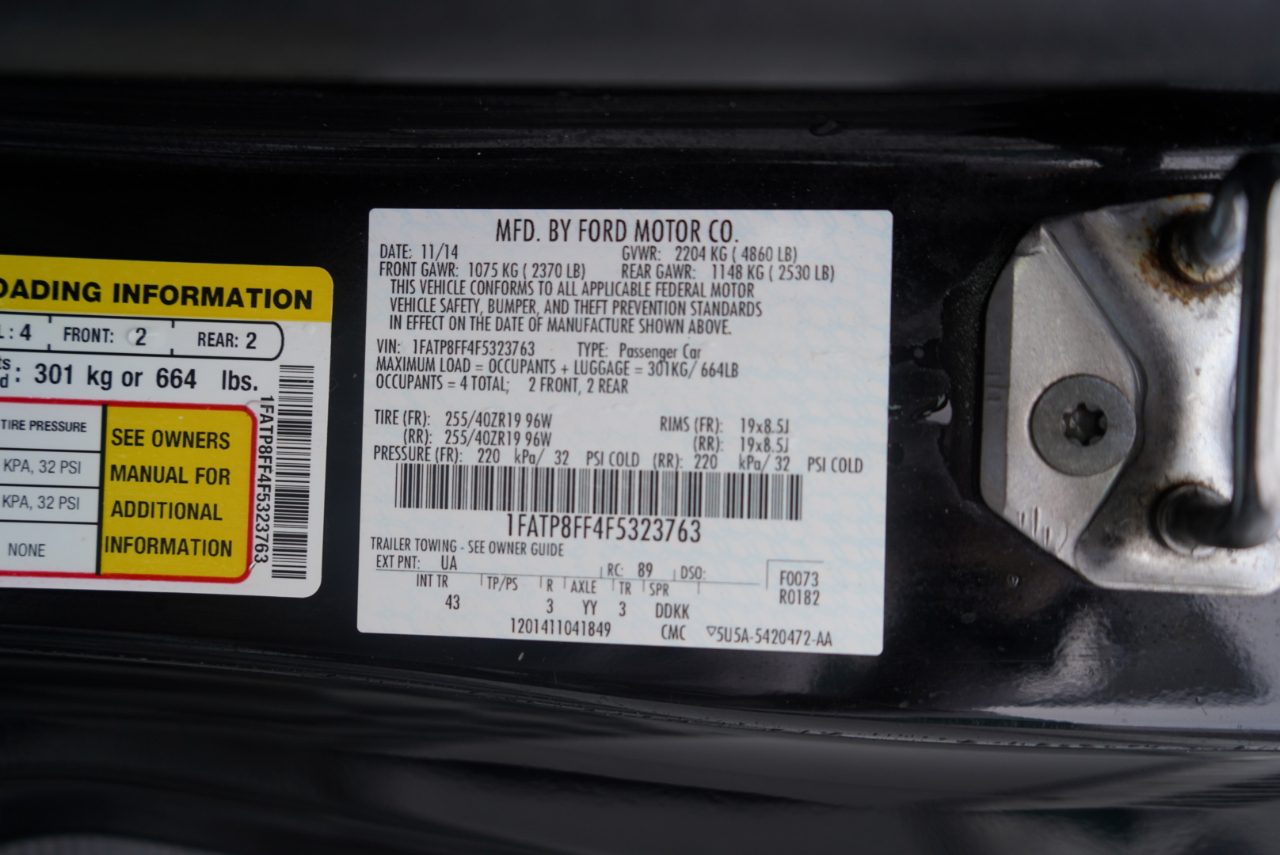 OADING INFORMATION
L : 4 FRONT: 2 REAR: 2
: 301 kg or 664 lbs.
TIRE PRESSURE
KPA, 32 PSI
KPA, 32 PSI
NONE
SEE OWNERS
MANUAL FOR
ADDITIONAL
INFORMATION
1FATP8FF4F5323763
MFD. BY FORD MOTOR CO.
DATE: 11/14 GVWR: 2204 KG ( 4860 LB)
FRONT GAWR: 1075 KG ( 2370 LB) REAR GAWR: 1148 KG ( 2530 LB)
THIS VEHICLE CONFORMS TO ALL APPLICABLE FEDERAL MOTOR
VEHICLE SAFETY, BUMPER, AND THEFT PREVENTION STANDARDS
IN EFFECT ON THE DATE OF MANUFACTURE SHOWN ABOVE.
VIN: 1FATP8FF4F5323763 TYPE: Passenger Car
MAXIMUM LOAD = OCCUPANTS + LUGGAGE = 301KG/ 664LB
OCCUPANTS = 4 TOTAL; 2 FRONT, 2 REAR
TIRE (FR): 255/40ZR19 96W RIMS (FR): 19x8.5J
(RR): 255/40ZR19 96W (RR): 19x8.5J
PRESSURE (FR): 220 kPa/ 32 PSI COLD (RR): 220 kPa/ 32 PSI COLD
1FATP8FF4F5323763
TRAILER TOWING - SEE OWNER GUIDE
EXT PNT: UA RC: 89 DSO: F0073
INT TR TP/PS R AXLE TR SPR R0182
43 3 YY 3 DDKK
1201411041849 CMC ▽5U5A-5420472-AA